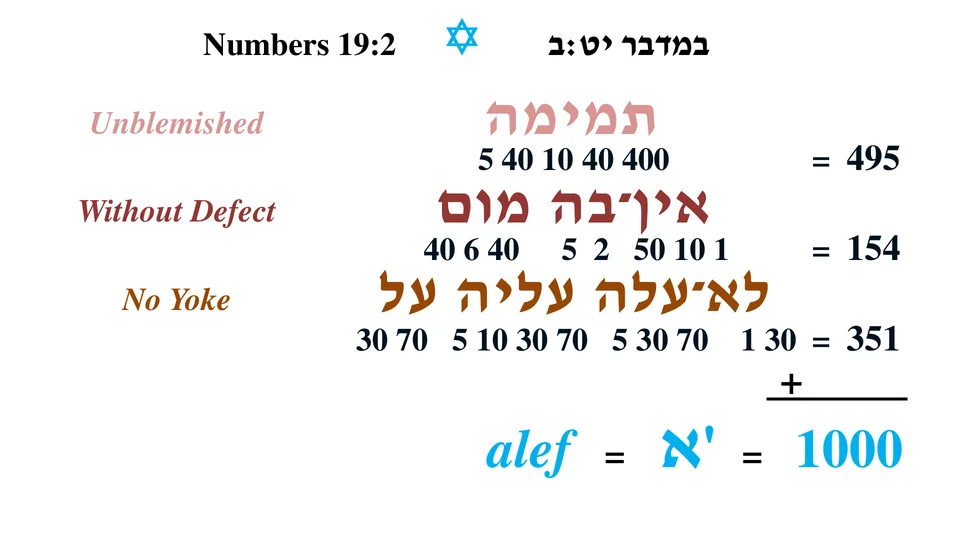 Numbers 19:2 ✡ במדבר יט:ב
Unblemished תמימה
5 40 10 40 400 = 495
Without Defect אין־בה מום
40 6 40 5 2 50 10 1 = 154
No Yoke לא־עלה עליה על
30 70 5 10 30 70 5 30 70 1 30 = 351
+
alef = א' = 1000